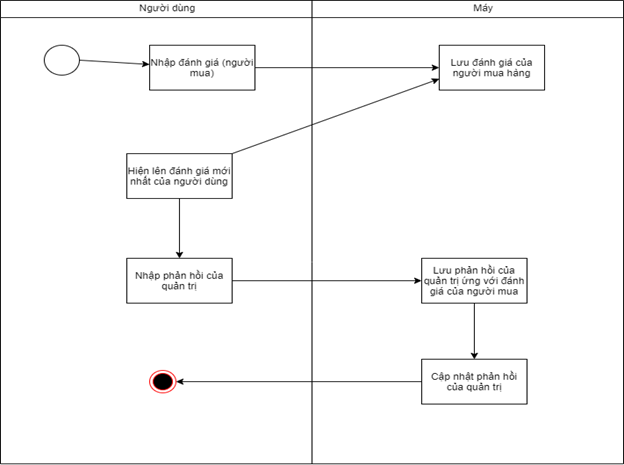 Người dùng
Máy
Nhập đánh giá (người
mua)
Lưu đánh giá của
người mua hảng
Hiện lên đánh giá mới
nhất của người dùng
Nhập phản hồi của
quản trị
Lưu phản hồi của
quản trị ứng với đánh
giá của người mua
Cập nhật phản hồi
của quản trị